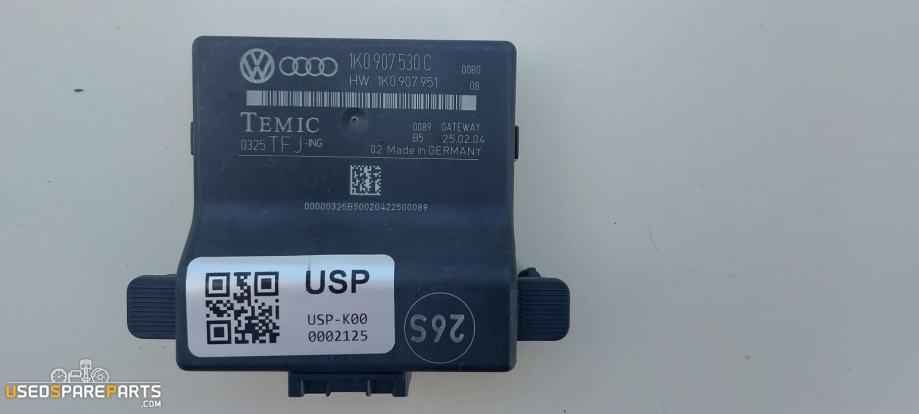 1K0 907 530 C
0080
HW: 1K0 907 951
08
TEMIC
0089 GATEWAY
B5 25.02.04
0325 TFJ-ING
02 Made in GERMANY
00000325B50020422500089
USP
USP-K00
0002125
26S
USEDSPAREPARTS
.COM